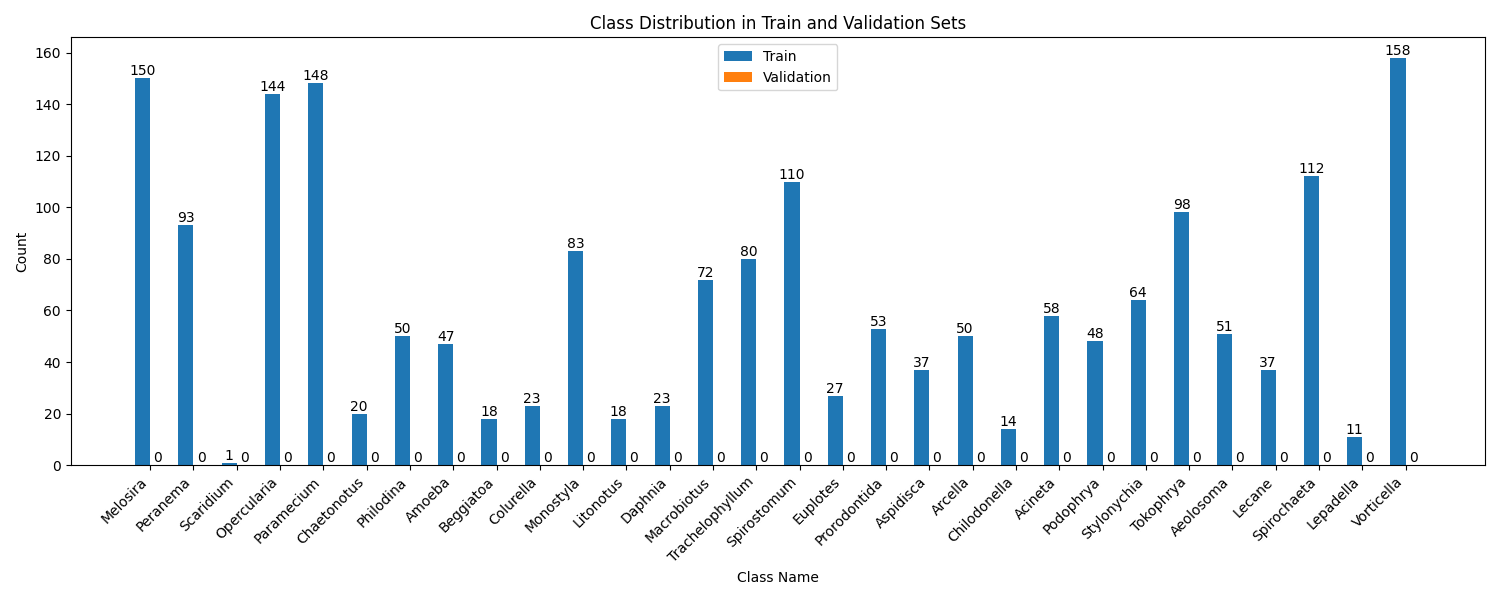 Class Distribution in Train and Validation Sets
Train
Validation
Count
160
140
120
100
80
60
40
20
0
150 0
93 0
1 0
144 0
148 0
20 0
50 0
47 0
18 0
23 0
83 0
18 0
23 0
72 0
80 0
110 0
27 0
53 0
37 0
50 0
14 0
58 0
48 0
64 0
98 0
51 0
37 0
112 0
11 0
158 0
Melosira
Peranema
Scaridium
Opercularia
Paramecium
Chaetonotus
Philodina
Amoeba
Beggiatoa
Colurella
Monostyla
Litonotus
Daphnia
Macrobiotus
Trachelophyllum
Spirostomum
Euplotes
Prorodontida
Aspidisca
Arcella
Chilodonella
Acineta
Podophrya
Stylonychia
Tokophrya
Aeolosoma
Lecane
Spirochaeta
Lepadella
Vorticella
Class Name